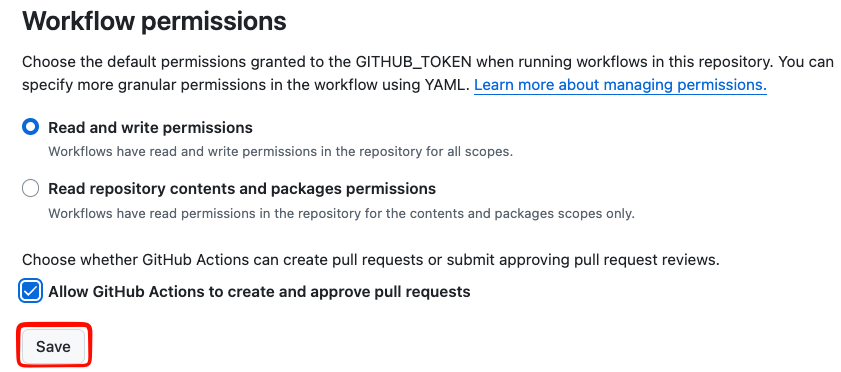 Workflow permissions
Choose the default permissions granted to the GITHUB_TOKEN when running workflows in this repository. You can
specify more granular permissions in the workflow using YAML. Learn more about managing permissions.
Read and write permissions
Workflows have read and write permissions in the repository for all scopes.
Read repository contents and packages permissions
Workflows have read permissions in the repository for the contents and packages scopes only.
Choose whether GitHub Actions can create pull requests or submit approving pull request reviews.
Allow GitHub Actions to create and approve pull requests
Save